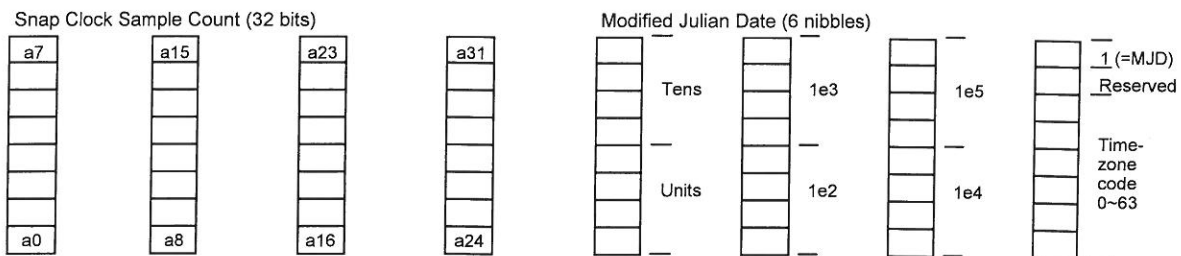 Snap Clock Sample Count (32 bits)
a7 a15 a23 a31
a0 a8 a16 a24
Modified Julian Date (6 nibbles)
Tens 1e3 1e5 1 (=MJD)
Reserved
Units 1e2 1e4 Time-
zone
code
0~63